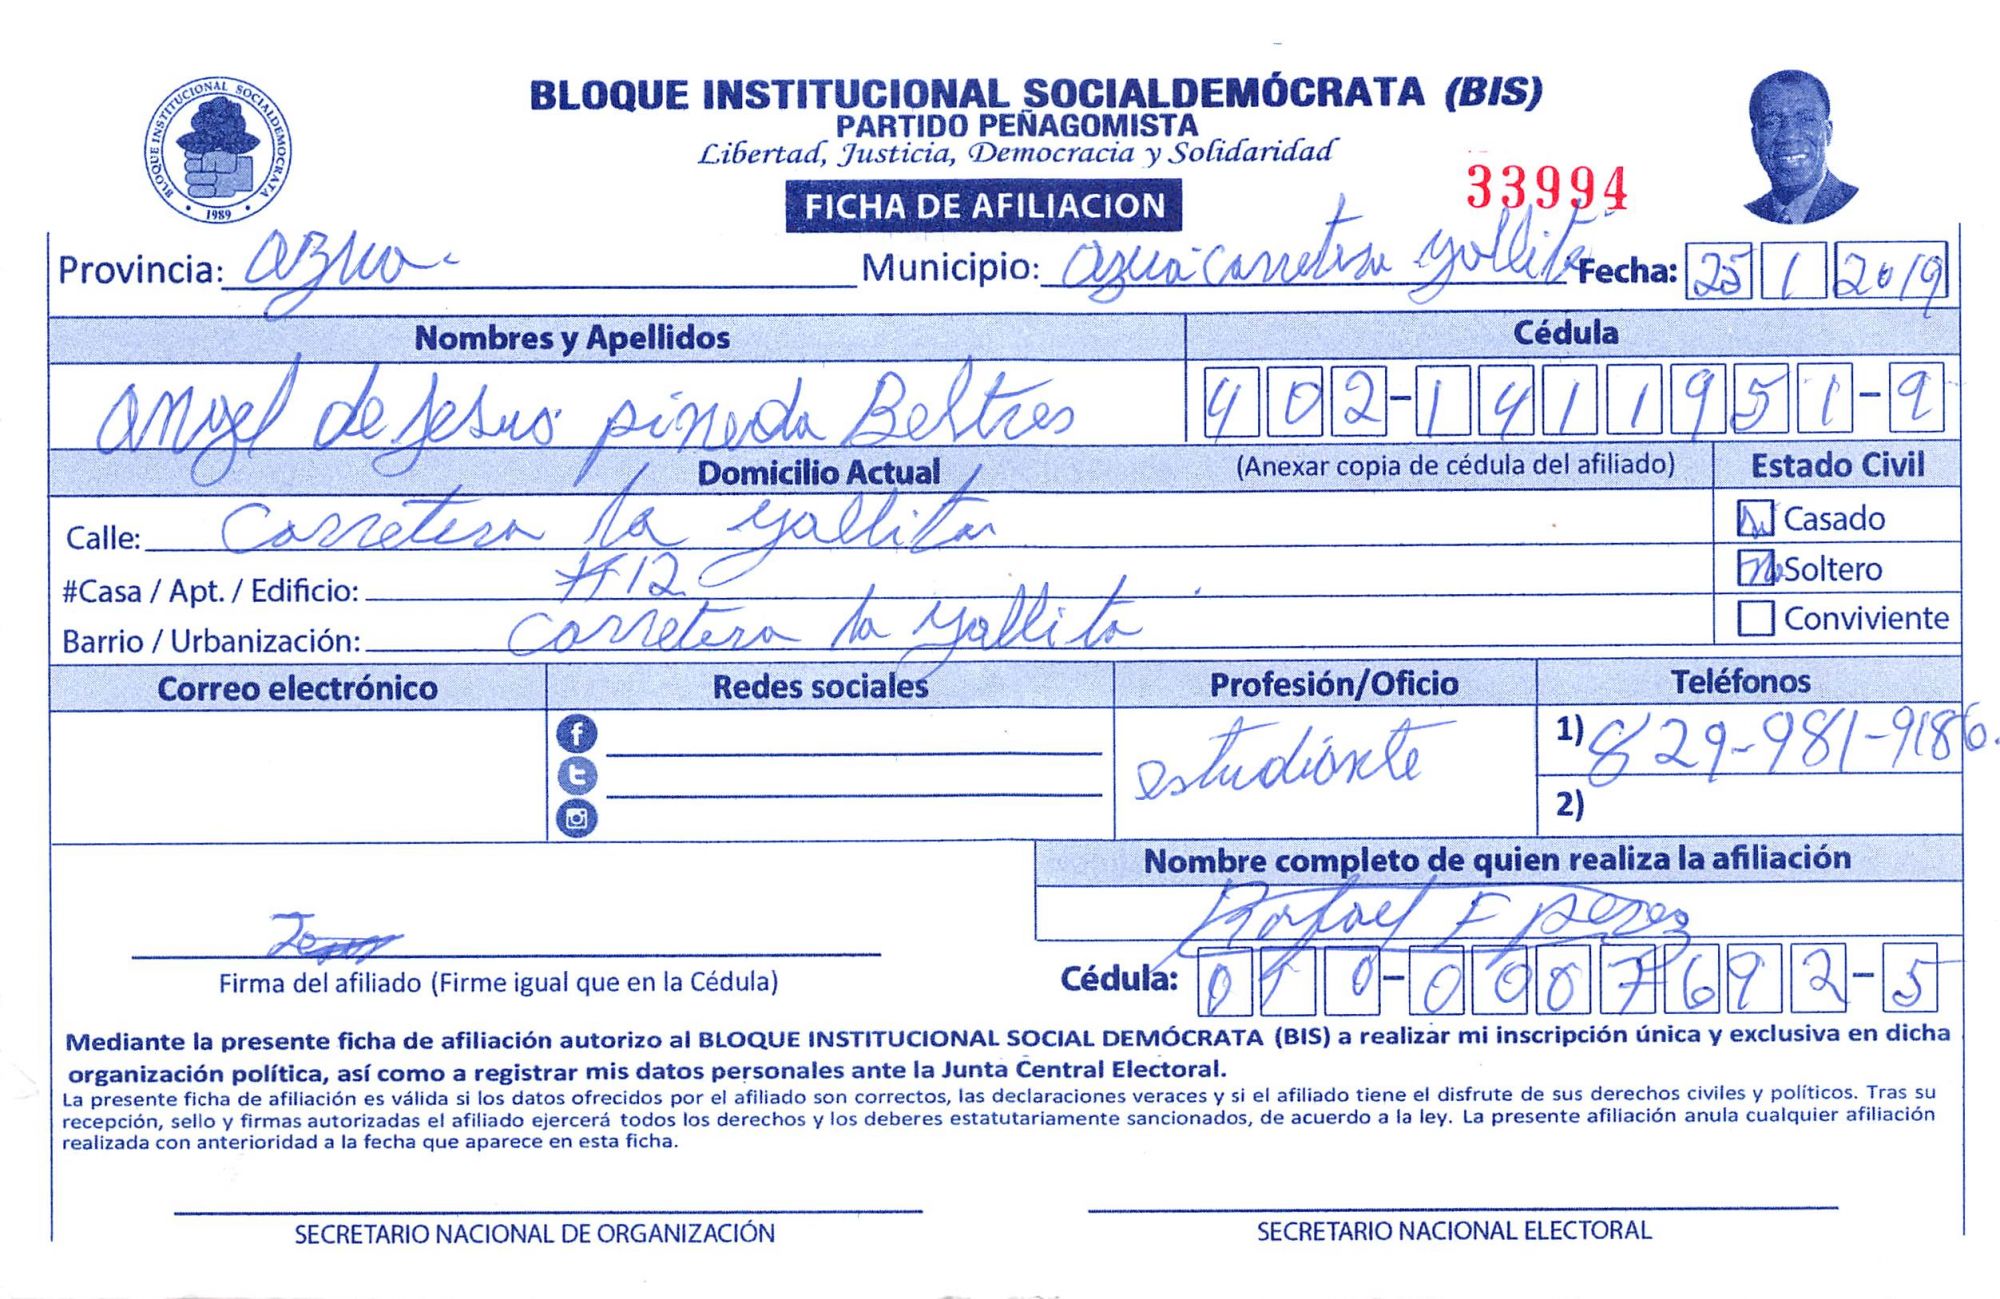 BLOQUE INSTITUCIONAL SOCIALDEMÓCRATA (BIS)
PARTIDO PEÑAGOMISTA
Libertad, Justicia, Democracia y Solidaridad
33994
FICHA DE AFILIACION
BLOQUE INSTITUCIONAL SOCIALDEMOCRATA
1989
Provincia: azua Municipio: azua carretera yallita Fecha: 25 1 2019
Nombres y Apellidos Cédula
angel de jesus pineda Beltres 402-1411951-9
Domicilio Actual (Anexar copia de cédula del afiliado) Estado Civil
Calle: carretera la yallita Casado
#Casa / Apt. / Edificio: #12 Soltero
Barrio / Urbanización: carretera la yallita Conviviente
Correo electrónico Redes sociales Profesión/Oficio Teléfonos
estudiante 1) 829-981-9186.
2)
Nombre completo de quien realiza la afiliación
Rafael F perez
Firma del afiliado (Firme igual que en la Cédula) Cédula: 010-0007692-5
Mediante la presente ficha de afiliación autorizo al BLOQUE INSTITUCIONAL SOCIAL DEMÓCRATA (BIS) a realizar mi inscripción única y exclusiva en dicha
organización política, así como a registrar mis datos personales ante la Junta Central Electoral.
La presente ficha de afiliación es válida si los datos ofrecidos por el afiliado son correctos, las declaraciones veraces y si el afiliado tiene el disfrute de sus derechos civiles y políticos. Tras su
recepción, sello y firmas autorizadas el afiliado ejercerá todos los derechos y los deberes estatutariamente sancionados, de acuerdo a la ley. La presente afiliación anula cualquier afiliación
realizada con anterioridad a la fecha que aparece en esta ficha.
SECRETARIO NACIONAL DE ORGANIZACIÓN SECRETARIO NACIONAL ELECTORAL